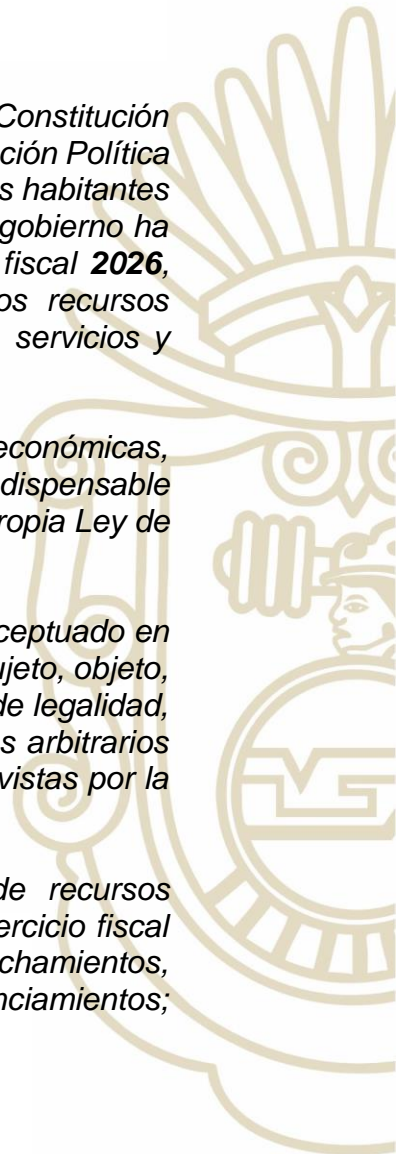 Constitución
ción Política
s habitantes
gobierno ha
fiscal 2026,
os recursos
servicios y
económicas,
dispensable
ropia Ley de
ceptuado en
ujeto, objeto,
de legalidad,
s arbitrarios
vistas por la
de recursos
ercicio fiscal
chamientos,
nciamientos;